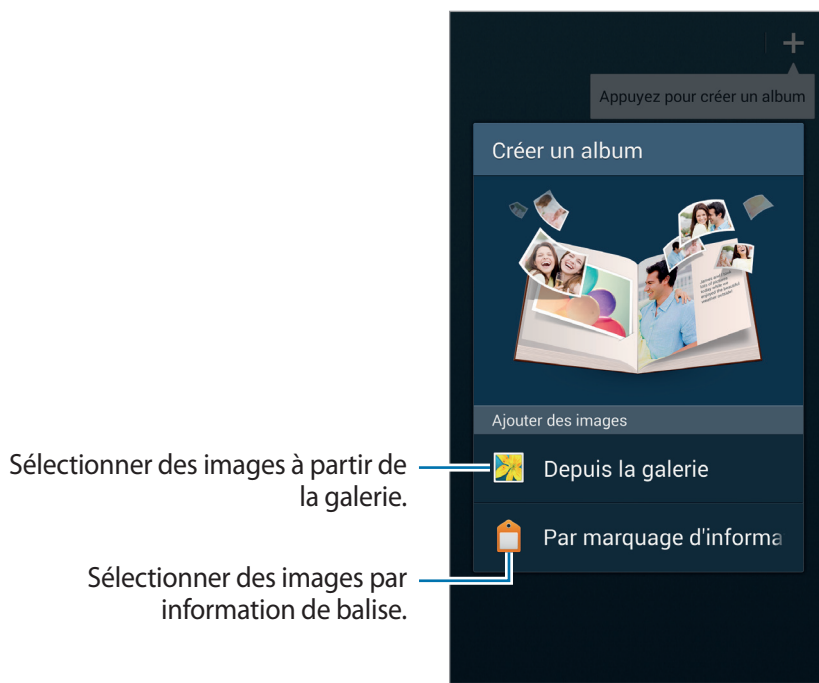 Appuyez pour créer un album
Créer un album
Ajouter des images
Sélectionner des images à partir de
la galerie.
Depuis la galerie
Par marquage d'informa
Sélectionner des images par
information de balise.